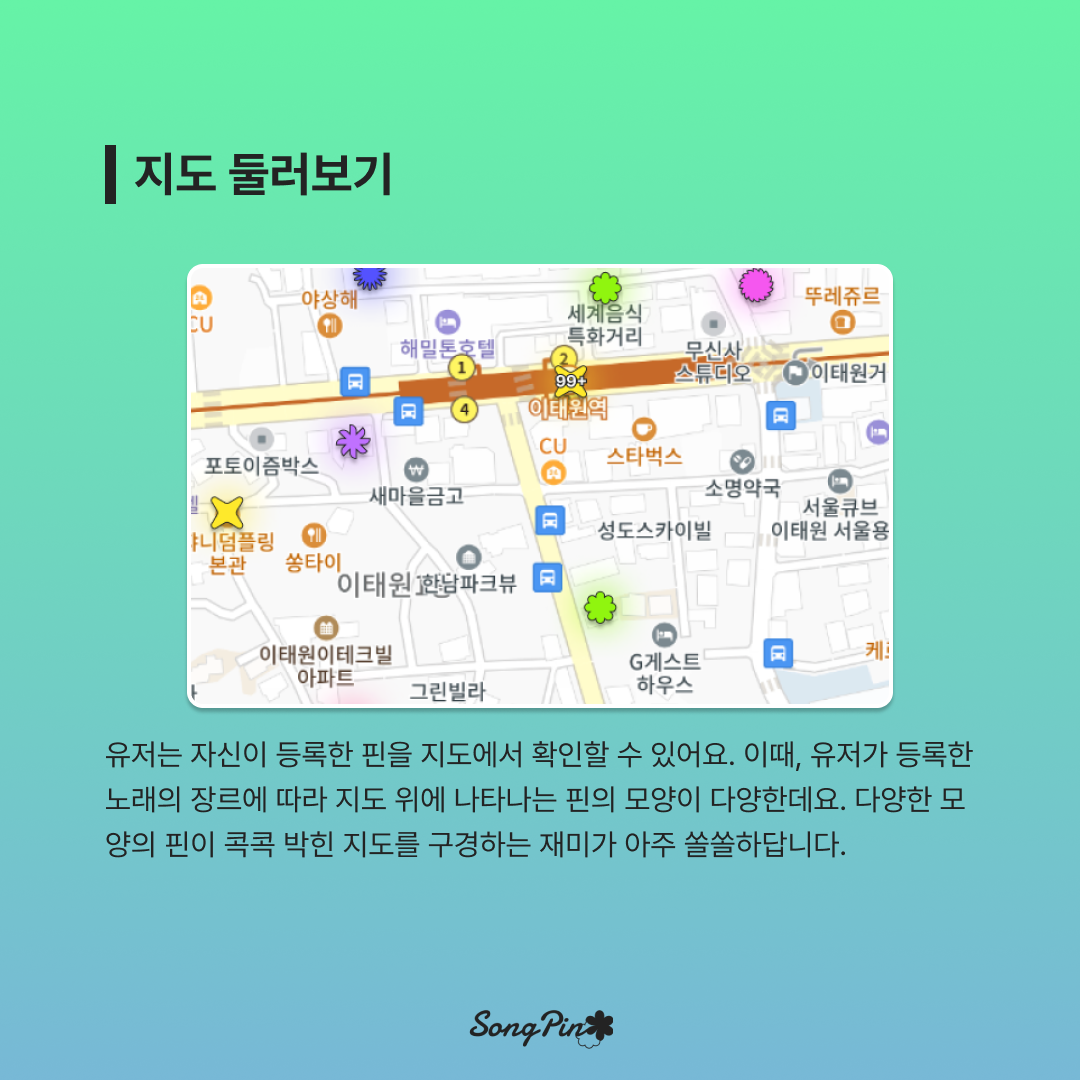 지도 둘러보기
야상해
세계음식
특화거리
뚜레쥬르
CU
해밀톤호텔
무신사
스튜디오
1
2
99+
이태원거
4
이태원역
포토이즘박스
CU
스타벅스
새마을금고
소명약국
서울큐브
이태원 서울용
성도스카이빌
쟈니덤플링
본관
쏭타이
이태원1동
한남파크뷰
이태원이테크빌
아파트
G게스트
하우스
케르
그린빌라
유저는 자신이 등록한 핀을 지도에서 확인할 수 있어요. 이때, 유저가 등록한
노래의 장르에 따라 지도 위에 나타나는 핀의 모양이 다양한데요. 다양한 모
양의 핀이 콕콕 박힌 지도를 구경하는 재미가 아주 쏠쏠하답니다.
SongPin